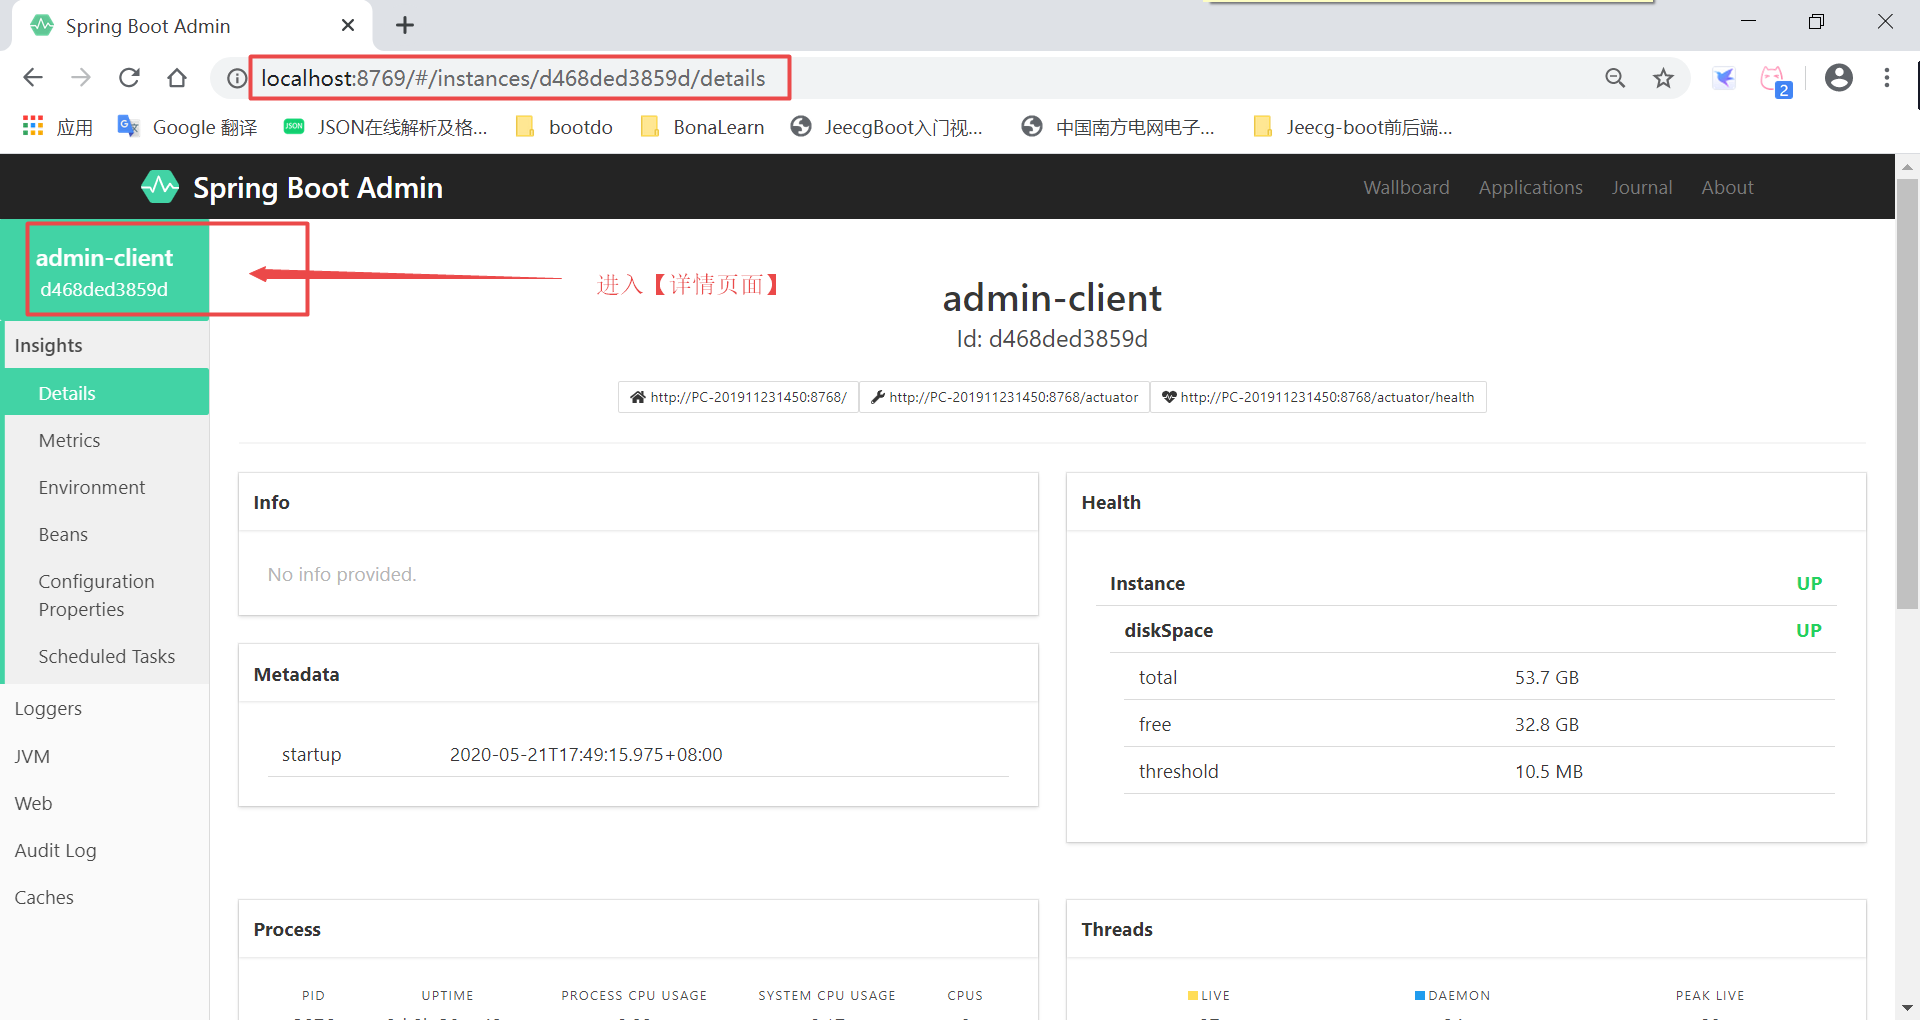 Spring Boot Admin
localhost:8769/#/instances/d468ded3859d/details
2
应用
Google 翻译
JSON
JSON在线解析及格...
bootdo
BonaLearn
JeecgBoot入门视...
中国南方电网电子...
Jeecg-boot前后端...
Spring Boot Admin
Wallboard
Applications
Journal
About
admin-client
d468ded3859d
进入【详情页面】
Insights
Details
Metrics
Environment
Beans
Configuration
Properties
Scheduled Tasks
Loggers
JVM
Web
Audit Log
Caches
admin-client
Id: d468ded3859d
http://PC-201911231450:8768/
http://PC-201911231450:8768/actuator
http://PC-201911231450:8768/actuator/health
Info
No info provided.
Metadata
startup 2020-05-21T17:49:15.975+08:00
Health
Instance UP
diskSpace UP
total 53.7 GB
free 32.8 GB
threshold 10.5 MB
Process
PID UPTIME PROCESS CPU USAGE SYSTEM CPU USAGE CPUS
Threads
LIVE DAEMON PEAK LIVE